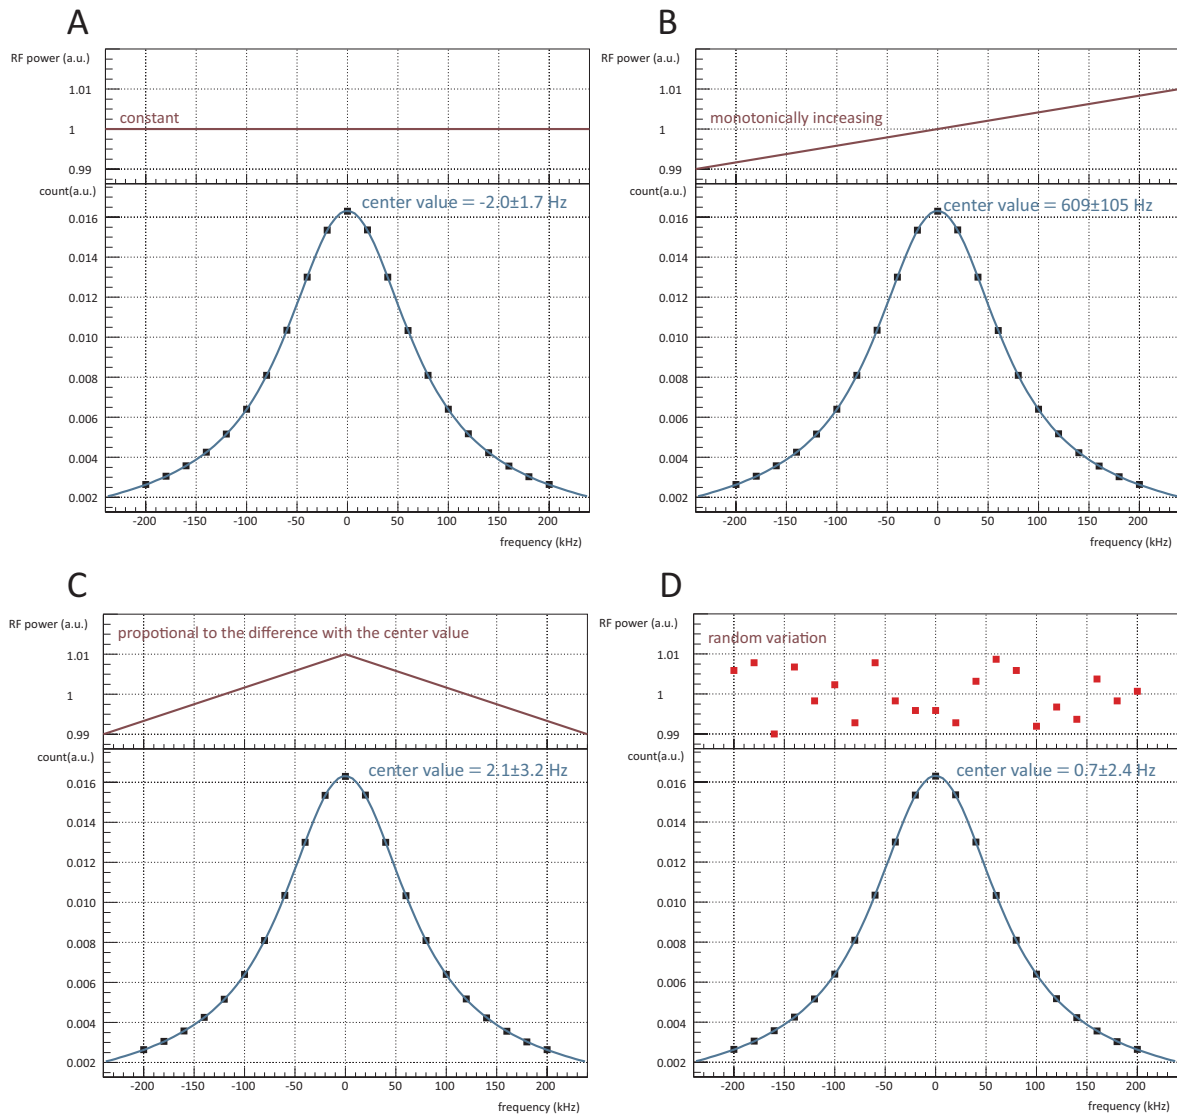 A
RF power (a.u.)
1.01
constant
1
0.99
count(a.u.)
center value = -2.0±1.7 Hz
0.016
0.014
0.012
0.010
0.008
0.006
0.004
0.002
-200 -150 -100 -50 0 50 100 150 200
frequency (kHz)
B
RF power (a.u.)
1.01
1
monotonically increasing
0.99
count(a.u.)
center value = 609±105 Hz
0.016
0.014
0.012
0.010
0.008
0.006
0.004
0.002
-200 -150 -100 -50 0 50 100 150 200
frequency (kHz)
C
RF power (a.u.)
propotional to the difference with the center value
1.01
1
0.99
count(a.u.)
center value = 2.1±3.2 Hz
0.016
0.014
0.012
0.010
0.008
0.006
0.004
0.002
-200 -150 -100 -50 0 50 100 150 200
frequency (kHz)
D
RF power (a.u.)
random variation
1.01
1
0.99
count(a.u.)
center value = 0.7±2.4 Hz
0.016
0.014
0.012
0.010
0.008
0.006
0.004
0.002
-200 -150 -100 -50 0 50 100 150 200
frequency (kHz)